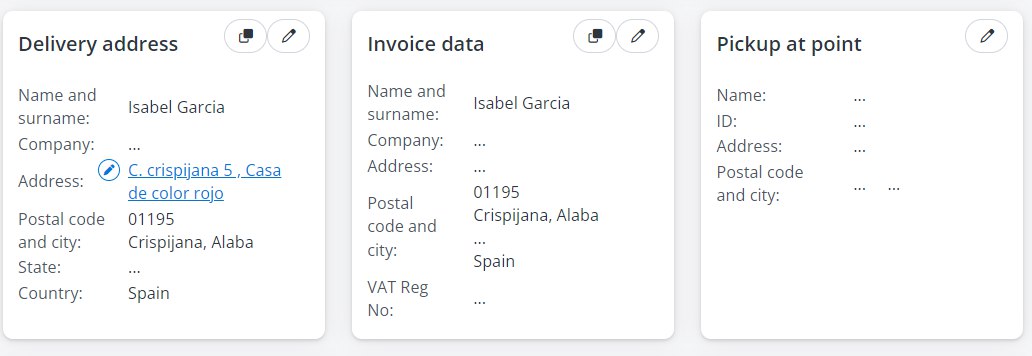 Delivery address
Name and
surname:
Isabel Garcia
Company:
...
Address:
C. crispijana 5 , Casa
de color rojo
Postal code
and city:
01195
Crispijana, Alaba
State:
...
Country:
Spain
Invoice data
Name and
surname:
Isabel Garcia
Company:
...
Address:
...
Postal
code and
city:
01195
Crispijana, Alaba
...
Spain
VAT Reg
No:
...
Pickup at point
Name:
...
ID:
...
Address:
...
Postal code
and city:
... ...